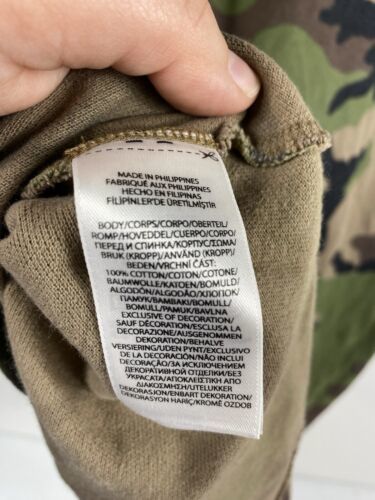 MADE IN PHILIPPINES
FABRIQUÉ AUX PHILIPPINES
HECHO EN FILIPINAS
FİLİPİNLER'DE ÜRETİLMİŞTİR
BODY/CORPS/CORPO/OBERTEIL/
ROMP/HOVEDDEL/CUERPO/CORPO/
ПЕРЕД И СПИНКА/КОРПУС/ΣΩΜΑ/
BRUK (KROPP)/ANVÄND (KROPP)/
BEDEN/VRCHNÍ ČÁST:
100% COTTON/COTON/COTONE/
BAUMWOLLE/KATOEN/BOMULD/
ALGODÓN/ALGODÃO/ХЛОПОК/
ПАМУК/ΒΑΜΒΑΚΙ/BOMULL/
BOMULL/PAMUK/BAVLNA
EXCLUSIVE OF DECORATION/
SAUF DÉCORATION/ESCLUSA LA
DECORAZIONE/AUSGENOMMEN
DEKORATION/BEHALVE
VERSIERING/UDEN PYNT/EXCLUSIVO
DE LA DECORACIÓN/NÃO INCLUI
DECORAÇÃO/ЗА ИСКЛЮЧЕНИЕМ
ДЕКОРАТИВНОЙ ОТДЕЛКИ/БЕЗ
УКРАСАТА/ΑΠΟΚΛΕΙΣΤΙΚΗ ΑΠΟ
ΔΙΑΚΟΣΜΗΣΗ/UTELUKKER
DEKORASJON/ENBART DEKORATION/
DEKORASYON HARİÇ/KROMĚ OZDOB